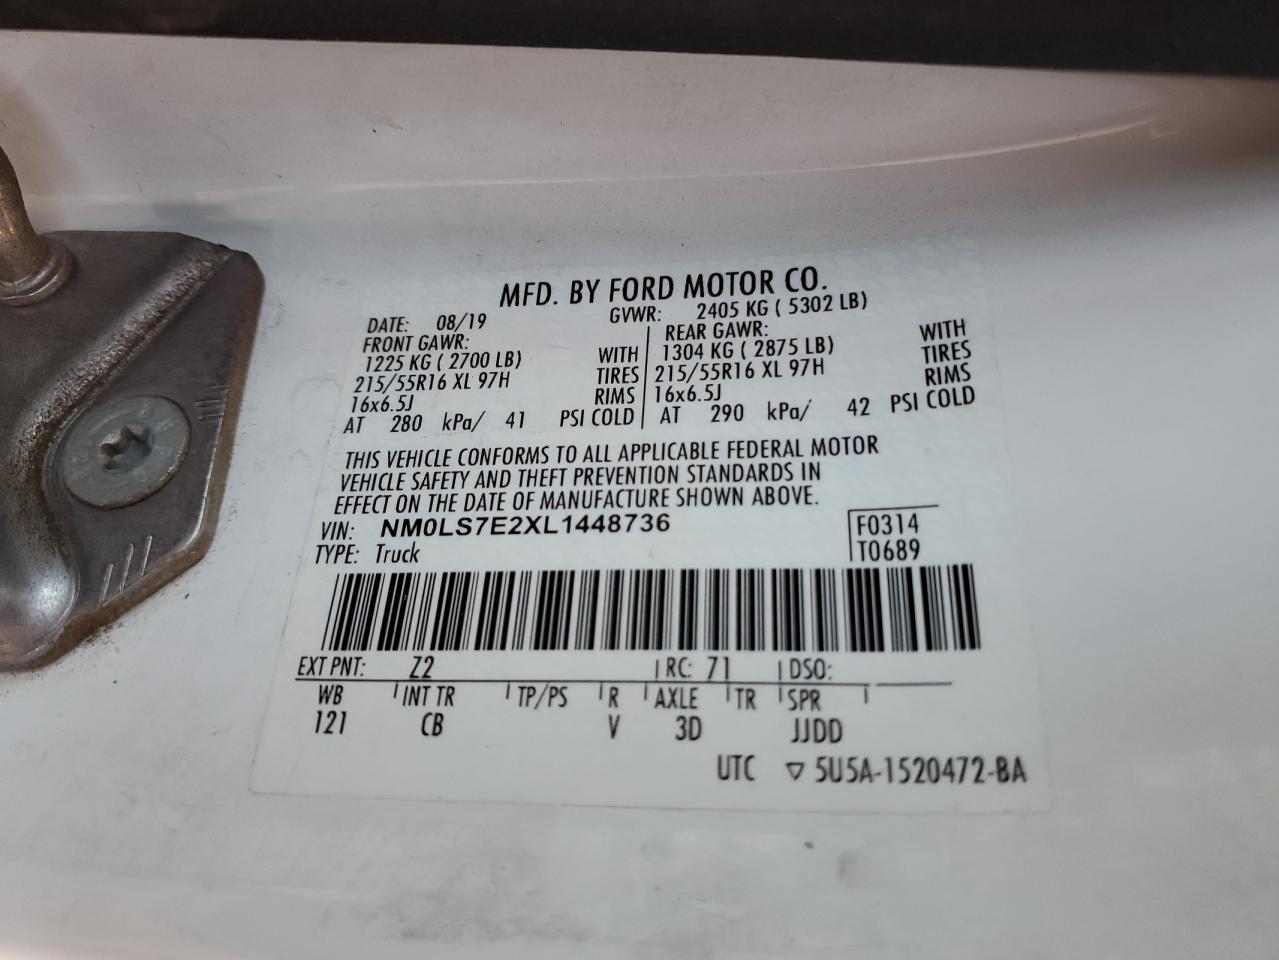 MFD. BY FORD MOTOR CO.
DATE: 08/19 GVWR: 2405 KG ( 5302 LB)
FRONT GAWR: REAR GAWR:
1225 KG ( 2700 LB) WITH 1304 KG ( 2875 LB) WITH
215/55R16 XL 97H TIRES 215/55R16 XL 97H TIRES
16x6.5J RIMS 16x6.5J RIMS
AT 280 kPa/ 41 PSI COLD AT 290 kPa/ 42 PSI COLD
THIS VEHICLE CONFORMS TO ALL APPLICABLE FEDERAL MOTOR
VEHICLE SAFETY AND THEFT PREVENTION STANDARDS IN
EFFECT ON THE DATE OF MANUFACTURE SHOWN ABOVE.
VIN: NM0LS7E2XL1448736 F0314
TYPE: Truck T0689
EXT PNT: Z2 RC: 71 DSO:
WB INT TR TP/PS R AXLE TR SPR
121 CB V 3D JJDD
UTC ▽ 5U5A-1520472-BA